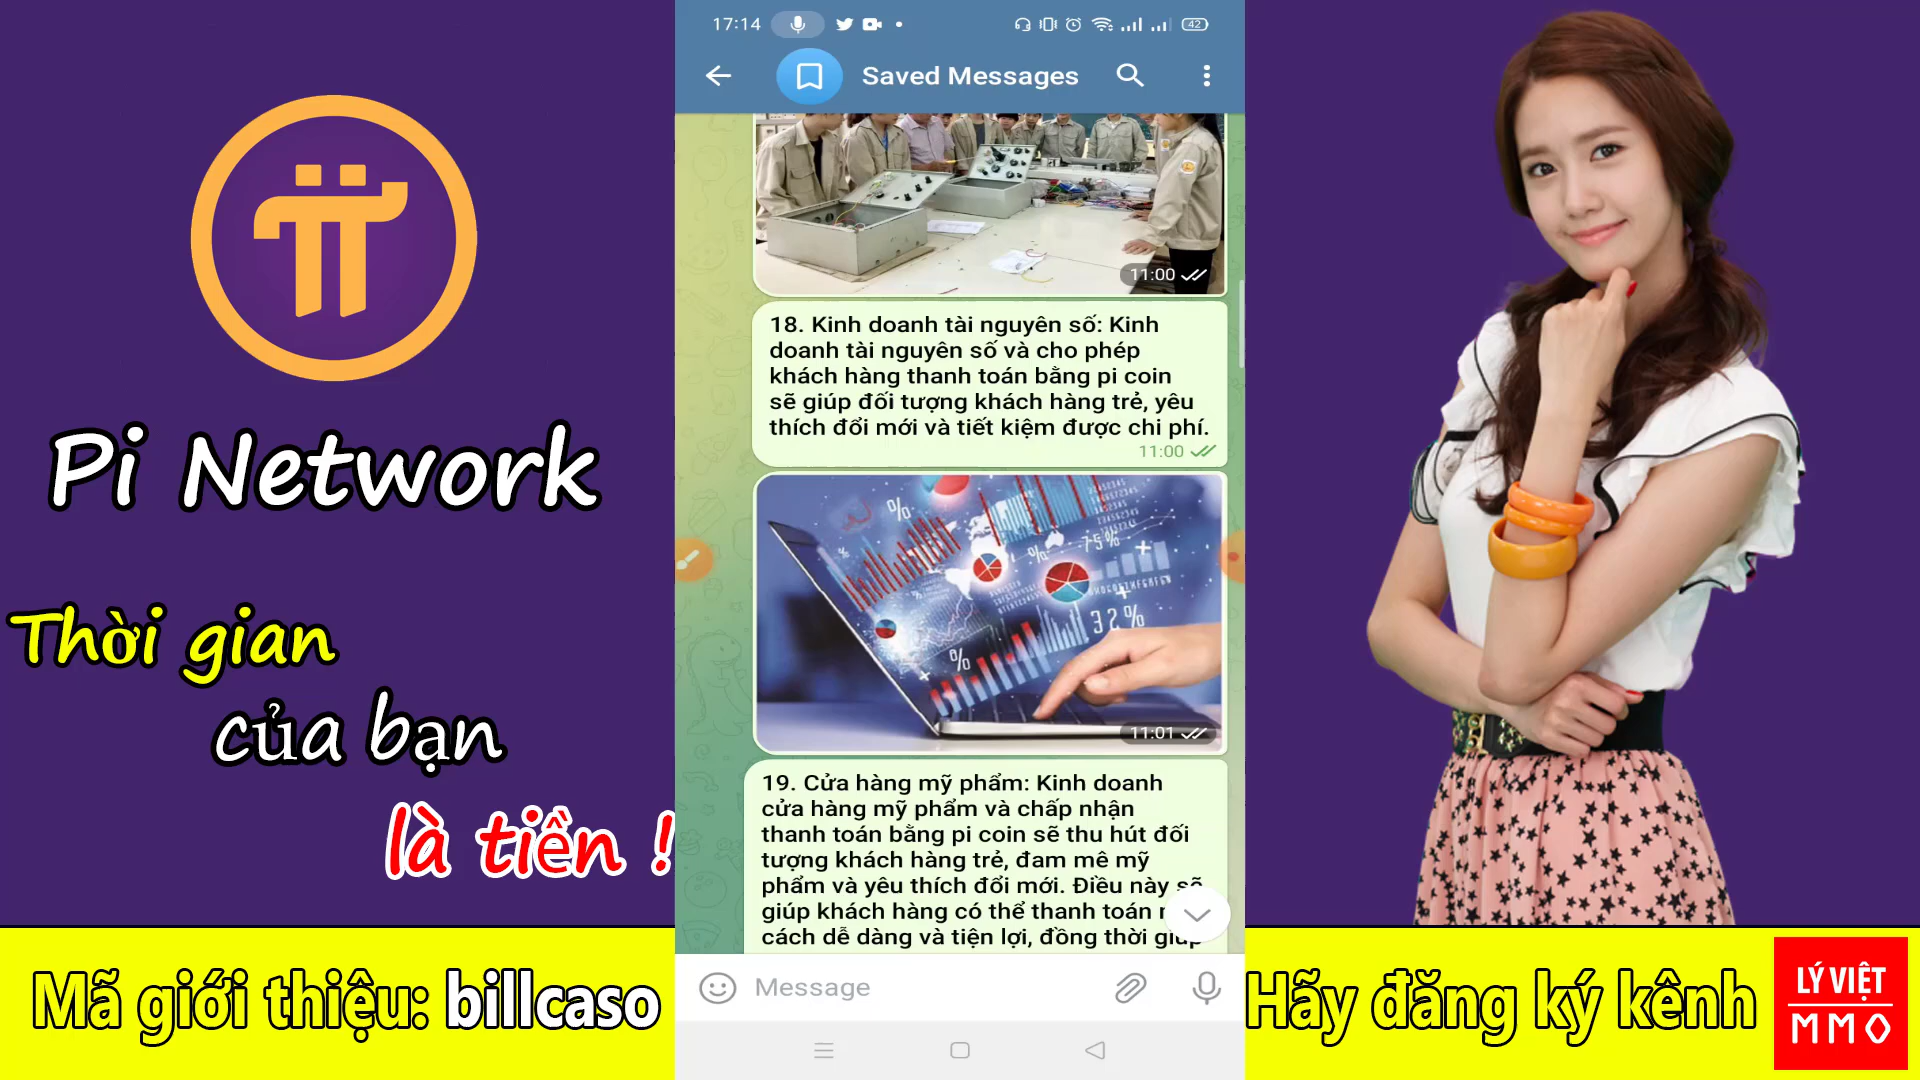 Pi Network
Thời gian
của bạn
là tiền !
Mã giới thiệu: billcaso
17:14
42
Saved Messages
11:00
18. Kinh doanh tài nguyên số: Kinh
doanh tài nguyên số và cho phép
khách hàng thanh toán bằng pi coin
sẽ giúp đối tượng khách hàng trẻ, yêu
thích đổi mới và tiết kiệm được chi phí.
11:00
%
%
75%
32%
%
11:01
19. Cửa hàng mỹ phẩm: Kinh doanh
cửa hàng mỹ phẩm và chấp nhận
thanh toán bằng pi coin sẽ thu hút đối
tượng khách hàng trẻ, đam mê mỹ
phẩm và yêu thích đổi mới. Điều này sẽ
giúp khách hàng có thể thanh toán
cách dễ dàng và tiện lợi, đồng thời giúp
Message
Hãy đăng ký kênh
LÝ VIỆT
MMO